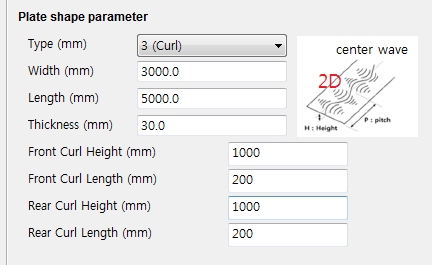 Plate shape parameter
Type (mm) 3 (Curl)
Width (mm) 3000.0
Length (mm) 5000.0
Thickness (mm) 30.0
center wave
2D
H : Height
P : pitch
Front Curl Height (mm) 1000
Front Curl Length (mm) 200
Rear Curl Height (mm) 1000
Rear Curl Length (mm) 200